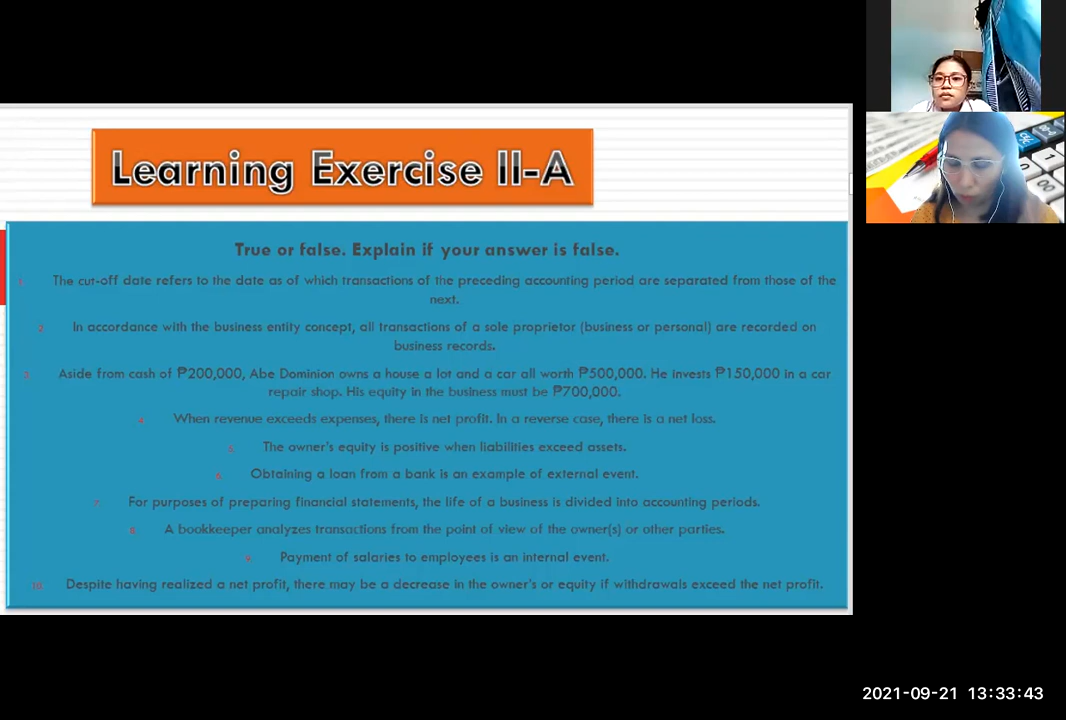 Learning Exercise II-A
True or false. Explain if your answer is false.
1. The cut-off date refers to the date as of which transactions of the preceding accounting period are separated from those of the
next.
2. In accordance with the business entity concept, all transactions of a sole proprietor (business or personal) are recorded on
business records.
3. Aside from cash of ₱200,000, Abe Dominion owns a house a lot and a car all worth ₱500,000. He invests ₱150,000 in a car
repair shop. His equity in the business must be ₱700,000.
4. When revenue exceeds expenses, there is net profit. In a reverse case, there is a net loss.
5. The owner's equity is positive when liabilities exceed assets.
6. Obtaining a loan from a bank is an example of external event.
7. For purposes of preparing financial statements, the life of a business is divided into accounting periods.
8. A bookkeeper analyzes transactions from the point of view of the owner(s) or other parties.
9. Payment of salaries to employees is an internal event.
10. Despite having realized a net profit, there may be a decrease in the owner's or equity if withdrawals exceed the net profit.
2021-09-21 13:33:43